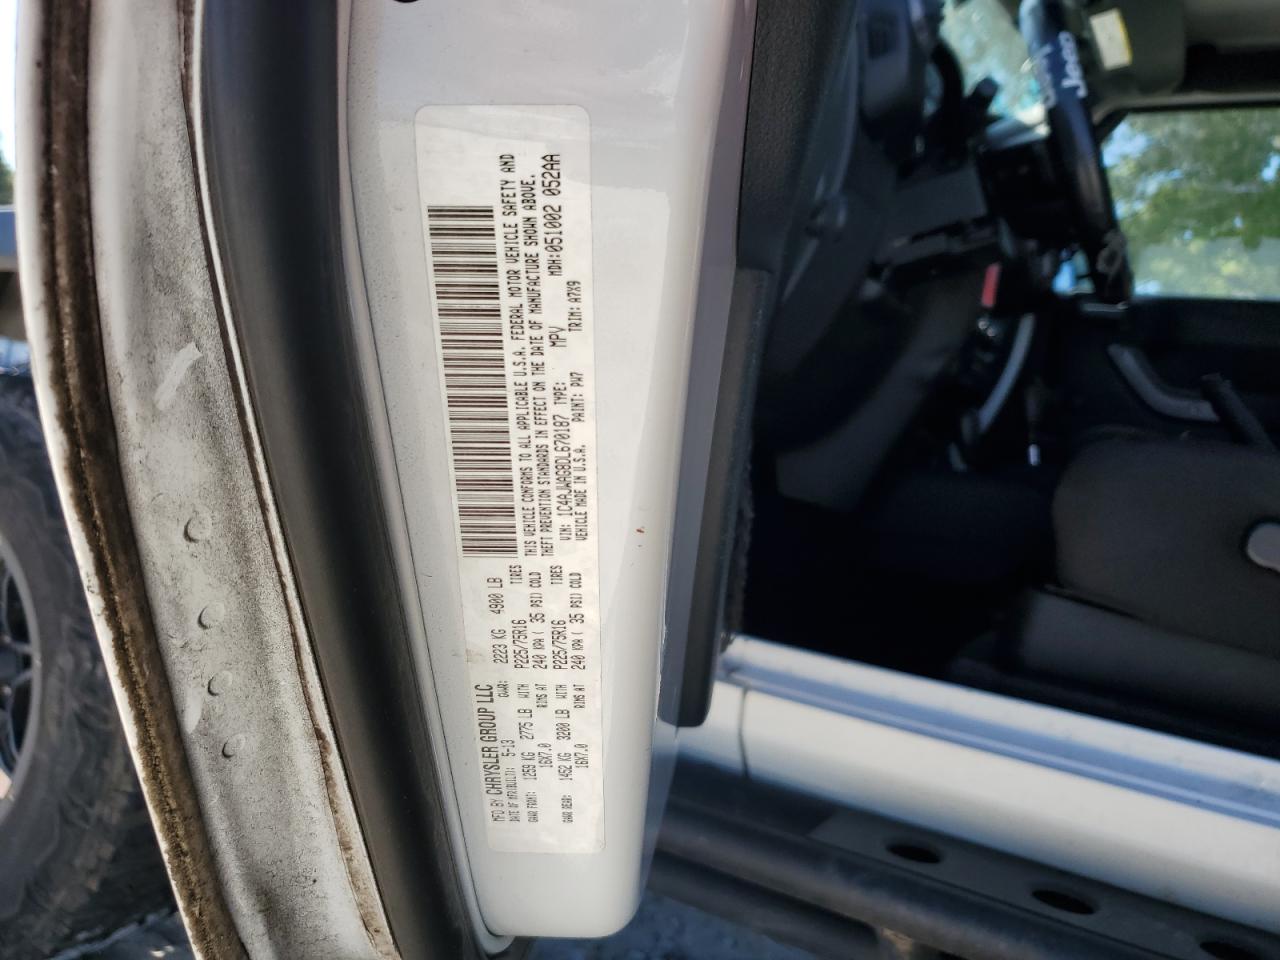 MFD BY CHRYSLER GROUP LLC
DATE OF MFR(BUILT): 5-13 GVWR: 2223 KG 4900 LB
GAWR FRONT: 1259 KG 2775 LB WITH P225/75R16 TIRES
16X7.0 RIMS AT 240 KPA ( 35 PSI) COLD
GAWR REAR: 1452 KG 3200 LB WITH P225/75R16 TIRES
16X7.0 RIMS AT 240 KPA ( 35 PSI) COLD
THIS VEHICLE CONFORMS TO ALL APPLICABLE U.S.A. FEDERAL MOTOR VEHICLE SAFETY AND
THEFT PREVENTION STANDARDS IN EFFECT ON THE DATE OF MANUFACTURE SHOWN ABOVE.
VIN: 1C4AJWAG8DL670187 TYPE: MPV MDH:051002 052AA
VEHICLE MADE IN U.S.A. PAINT: PW7 TRIM: A7X9
Jeep